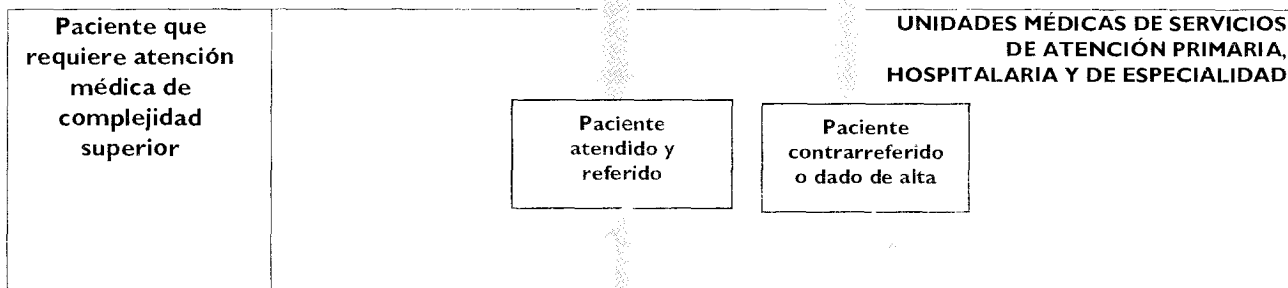 Paciente que
requiere atención
médica de
complejidad
superior
UNIDADES MÉDICAS DE SERVICIOS
DE ATENCIÓN PRIMARIA,
HOSPITALARIA Y DE ESPECIALIDAD
Paciente
atendido y
referido
Paciente
contrarreferido
o dado de alta